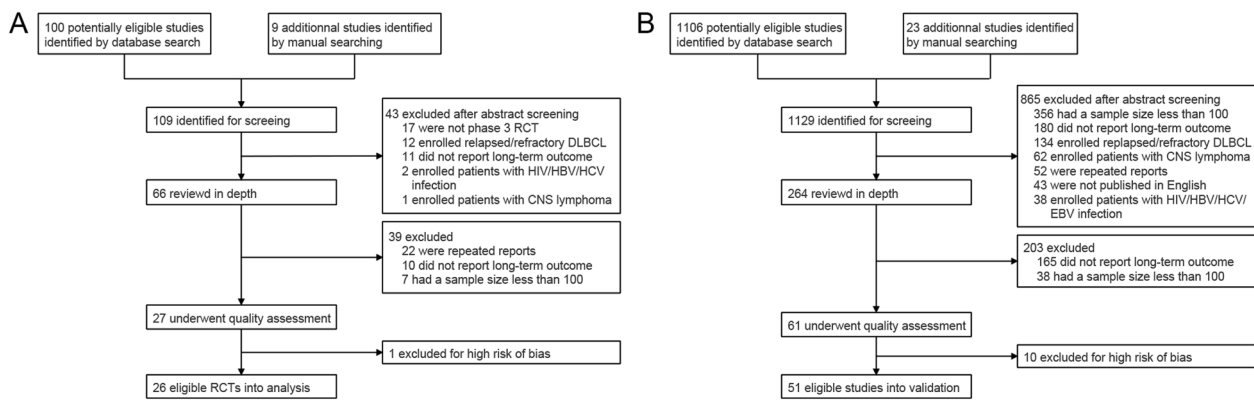 A
100 potentially eligible studies
identified by database search
9 additionnal studies identified
by manual searching
109 identified for screeing
43 excluded after abstract screening
17 were not phase 3 RCT
12 enrolled relapsed/refractory DLBCL
11 did not report long-term outcome
2 enrolled patients with HIV/HBV/HCV
infection
1 enrolled patients with CNS lymphoma
66 reviewd in depth
39 excluded
22 were repeated reports
10 did not report long-term outcome
7 had a sample size less than 100
27 underwent quality assessment
1 excluded for high risk of bias
26 eligible RCTs into analysis
B
1106 potentially eligible studies
identified by database search
23 additionnal studies identified
by manual searching
1129 identified for screeing
865 excluded after abstract screening
356 had a sample size less than 100
180 did not report long-term outcome
134 enrolled replapsed/refractory DLBCL
62 enrolled patients with CNS lymphoma
52 were repeated reports
43 were not published in English
38 enrolled patients with HIV/HBV/HCV/
EBV infection
264 reviewd in depth
203 excluded
165 did not report long-term outcome
38 had a sample size less than 100
61 underwent quality assessment
10 excluded for high risk of bias
51 eligible studies into validation